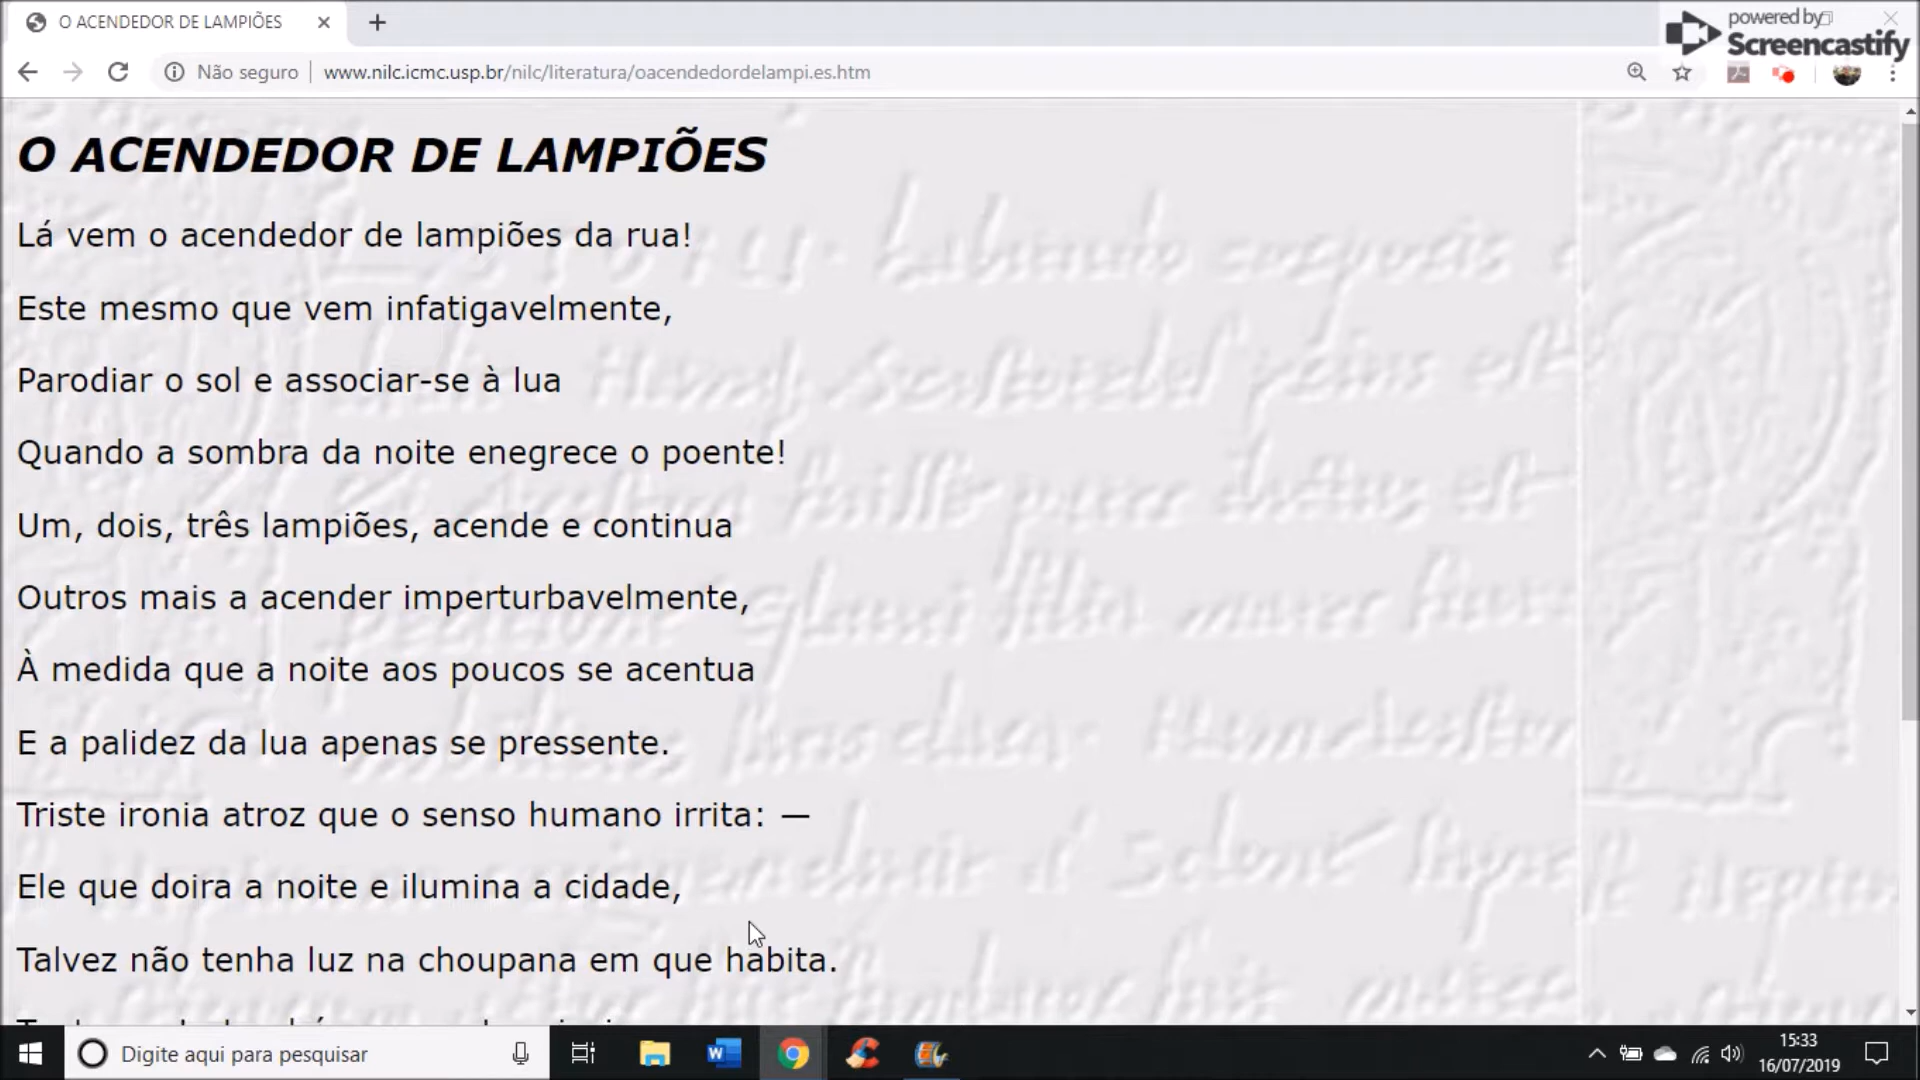 O ACENDEDOR DE LAMPIÕES
powered by
Screencastify
Não seguro
www.nilc.icmc.usp.br/nilc/literatura/oacendedordelampi.es.htm
O ACENDEDOR DE LAMPIÕES
Lá vem o acendedor de lampiões da rua!
Este mesmo que vem infatigavelmente,
Parodiar o sol e associar-se à lua
Quando a sombra da noite enegrece o poente!
Um, dois, três lampiões, acende e continua
Outros mais a acender imperturbavelmente,
À medida que a noite aos poucos se acentua
E a palidez da lua apenas se pressente.
Triste ironia atroz que o senso humano irrita: —
Ele que doira a noite e ilumina a cidade,
Talvez não tenha luz na choupana em que habita.
Digite aqui para pesquisar
15:33
16/07/2019